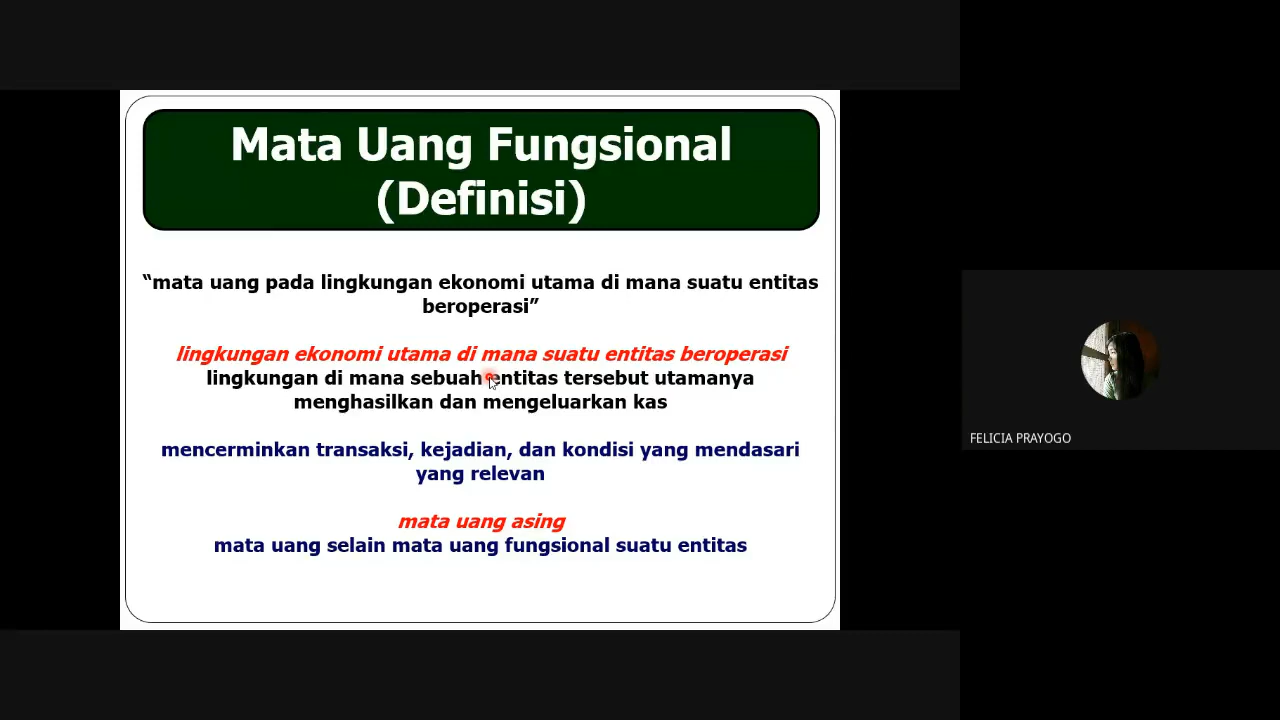 Mata Uang Fungsional
(Definisi)
“mata uang pada lingkungan ekonomi utama di mana suatu entitas
beroperasi”
lingkungan ekonomi utama di mana suatu entitas beroperasi
lingkungan di mana sebuah entitas tersebut utamanya
menghasilkan dan mengeluarkan kas
mencerminkan transaksi, kejadian, dan kondisi yang mendasari
yang relevan
mata uang asing
mata uang selain mata uang fungsional suatu entitas
FELICIA PRAYOGO